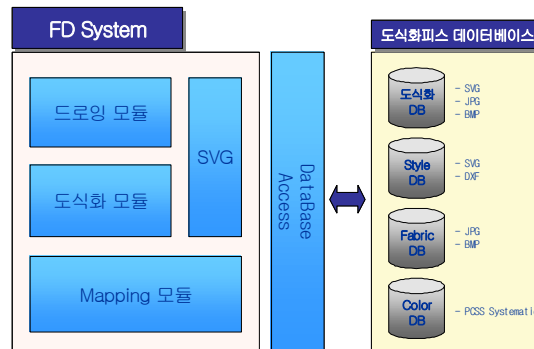 FD System
드로잉 모듈
도식화 모듈
SVG
Mapping 모듈
DataBase
Access
도식화피스 데이터베이스
도식화
DB
- SVG
- JPG
- BMP
Style
DB
- SVG
- DXF
Fabric
DB
- JPG
- BMP
Color
DB
- PCSS Systematic